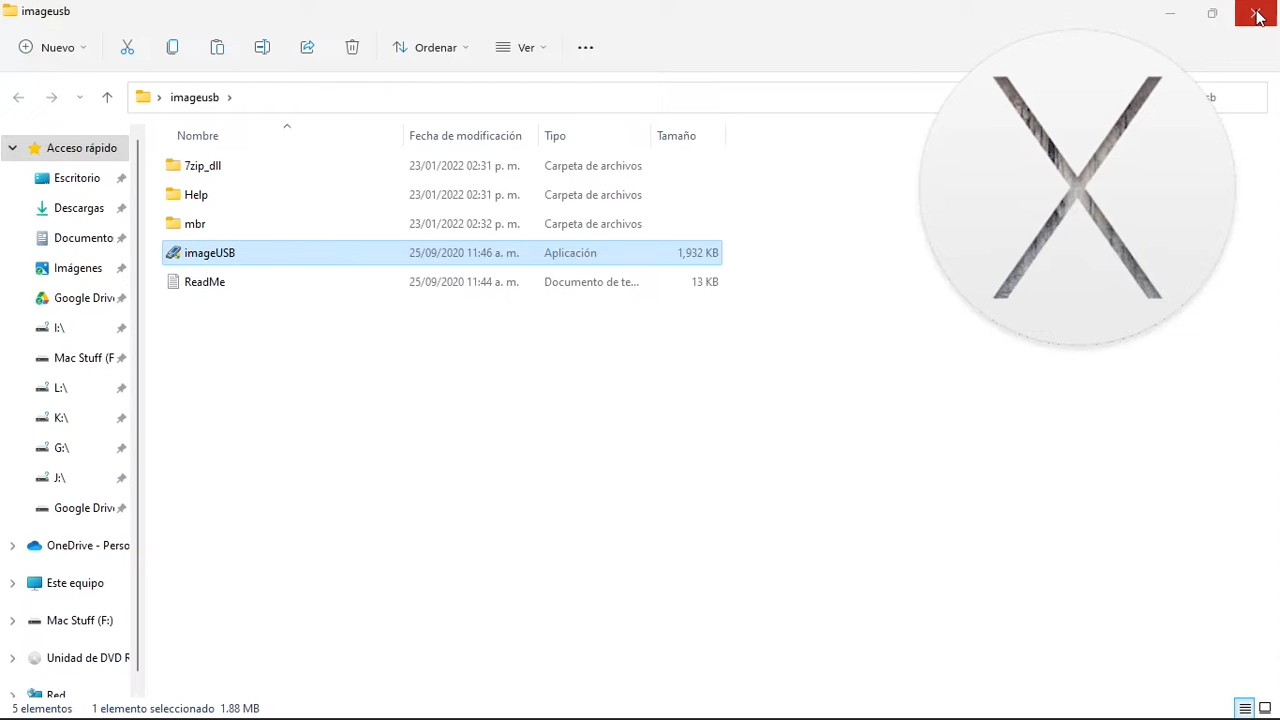 imageusb
Nuevo
Ordenar
Ver
imageusb
sb
Nombre
Fecha de modificación
Tipo
Tamaño
7zip_dll
23/01/2022 02:31 p. m.
Carpeta de archivos
Help
23/01/2022 02:31 p. m.
Carpeta de archivos
mbr
23/01/2022 02:32 p. m.
Carpeta de archivos
imageUSB
25/09/2020 11:46 a. m.
Aplicación
1,932 KB
ReadMe
25/09/2020 11:44 a. m.
Documento de te...
13 KB
Acceso rápido
Escritorio
Descargas
Documento
Imágenes
Google Driv
I:\
Mac Stuff (F
L:\
K:\
G:\
J:\
Google Driv
OneDrive - Perso
Este equipo
Mac Stuff (F:)
Unidad de DVD R
Red
5 elementos
1 elemento seleccionado 1.88 MB
X